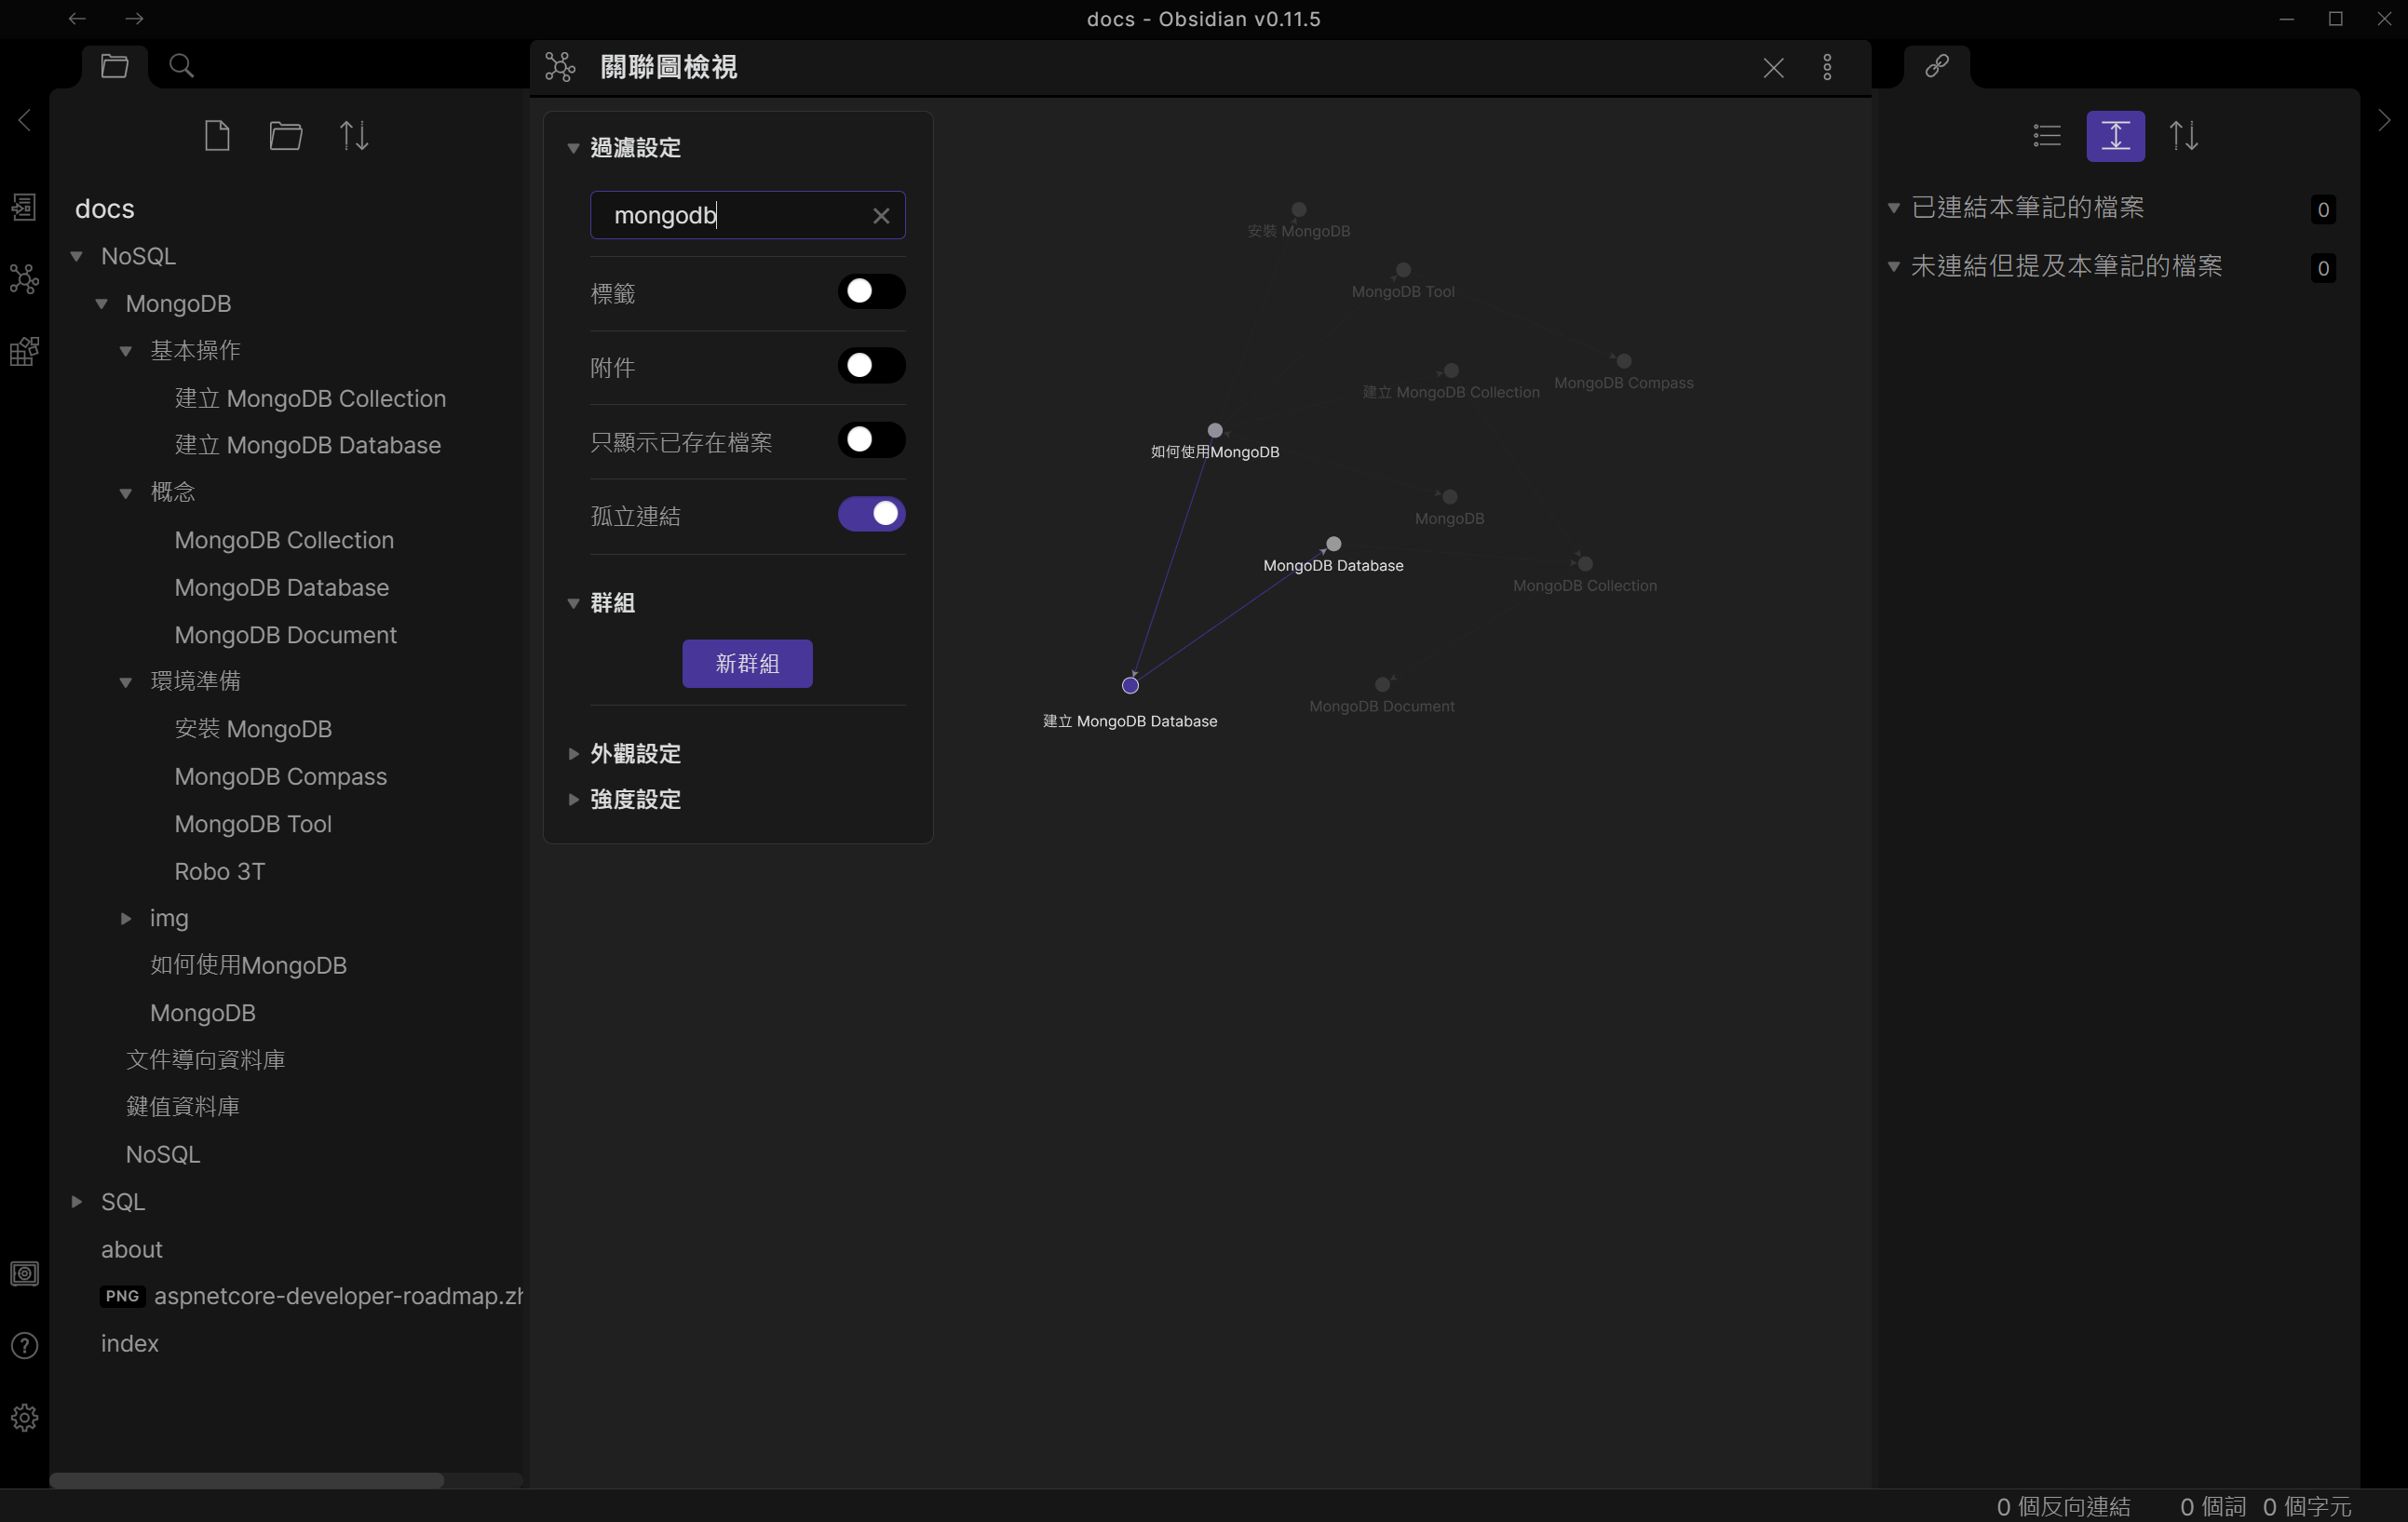 docs - Obsidian v0.11.5
docs
NoSQL
MongoDB
基本操作
建立 MongoDB Collection
建立 MongoDB Database
概念
MongoDB Collection
MongoDB Database
MongoDB Document
環境準備
安裝 MongoDB
MongoDB Compass
MongoDB Tool
Robo 3T
img
如何使用MongoDB
MongoDB
文件導向資料庫
鍵值資料庫
NoSQL
SQL
about
PNG aspnetcore-developer-roadmap.zh
index
關聯圖檢視
過濾設定
mongodb
標籤
附件
只顯示已存在檔案
孤立連結
群組
新群組
外觀設定
強度設定
安裝 MongoDB
MongoDB Tool
MongoDB Compass
建立 MongoDB Collection
如何使用MongoDB
MongoDB
MongoDB Database
MongoDB Collection
MongoDB Document
建立 MongoDB Database
已連結本筆記的檔案 0
未連結但提及本筆記的檔案 0
0 個反向連結 0 個詞 0 個字元